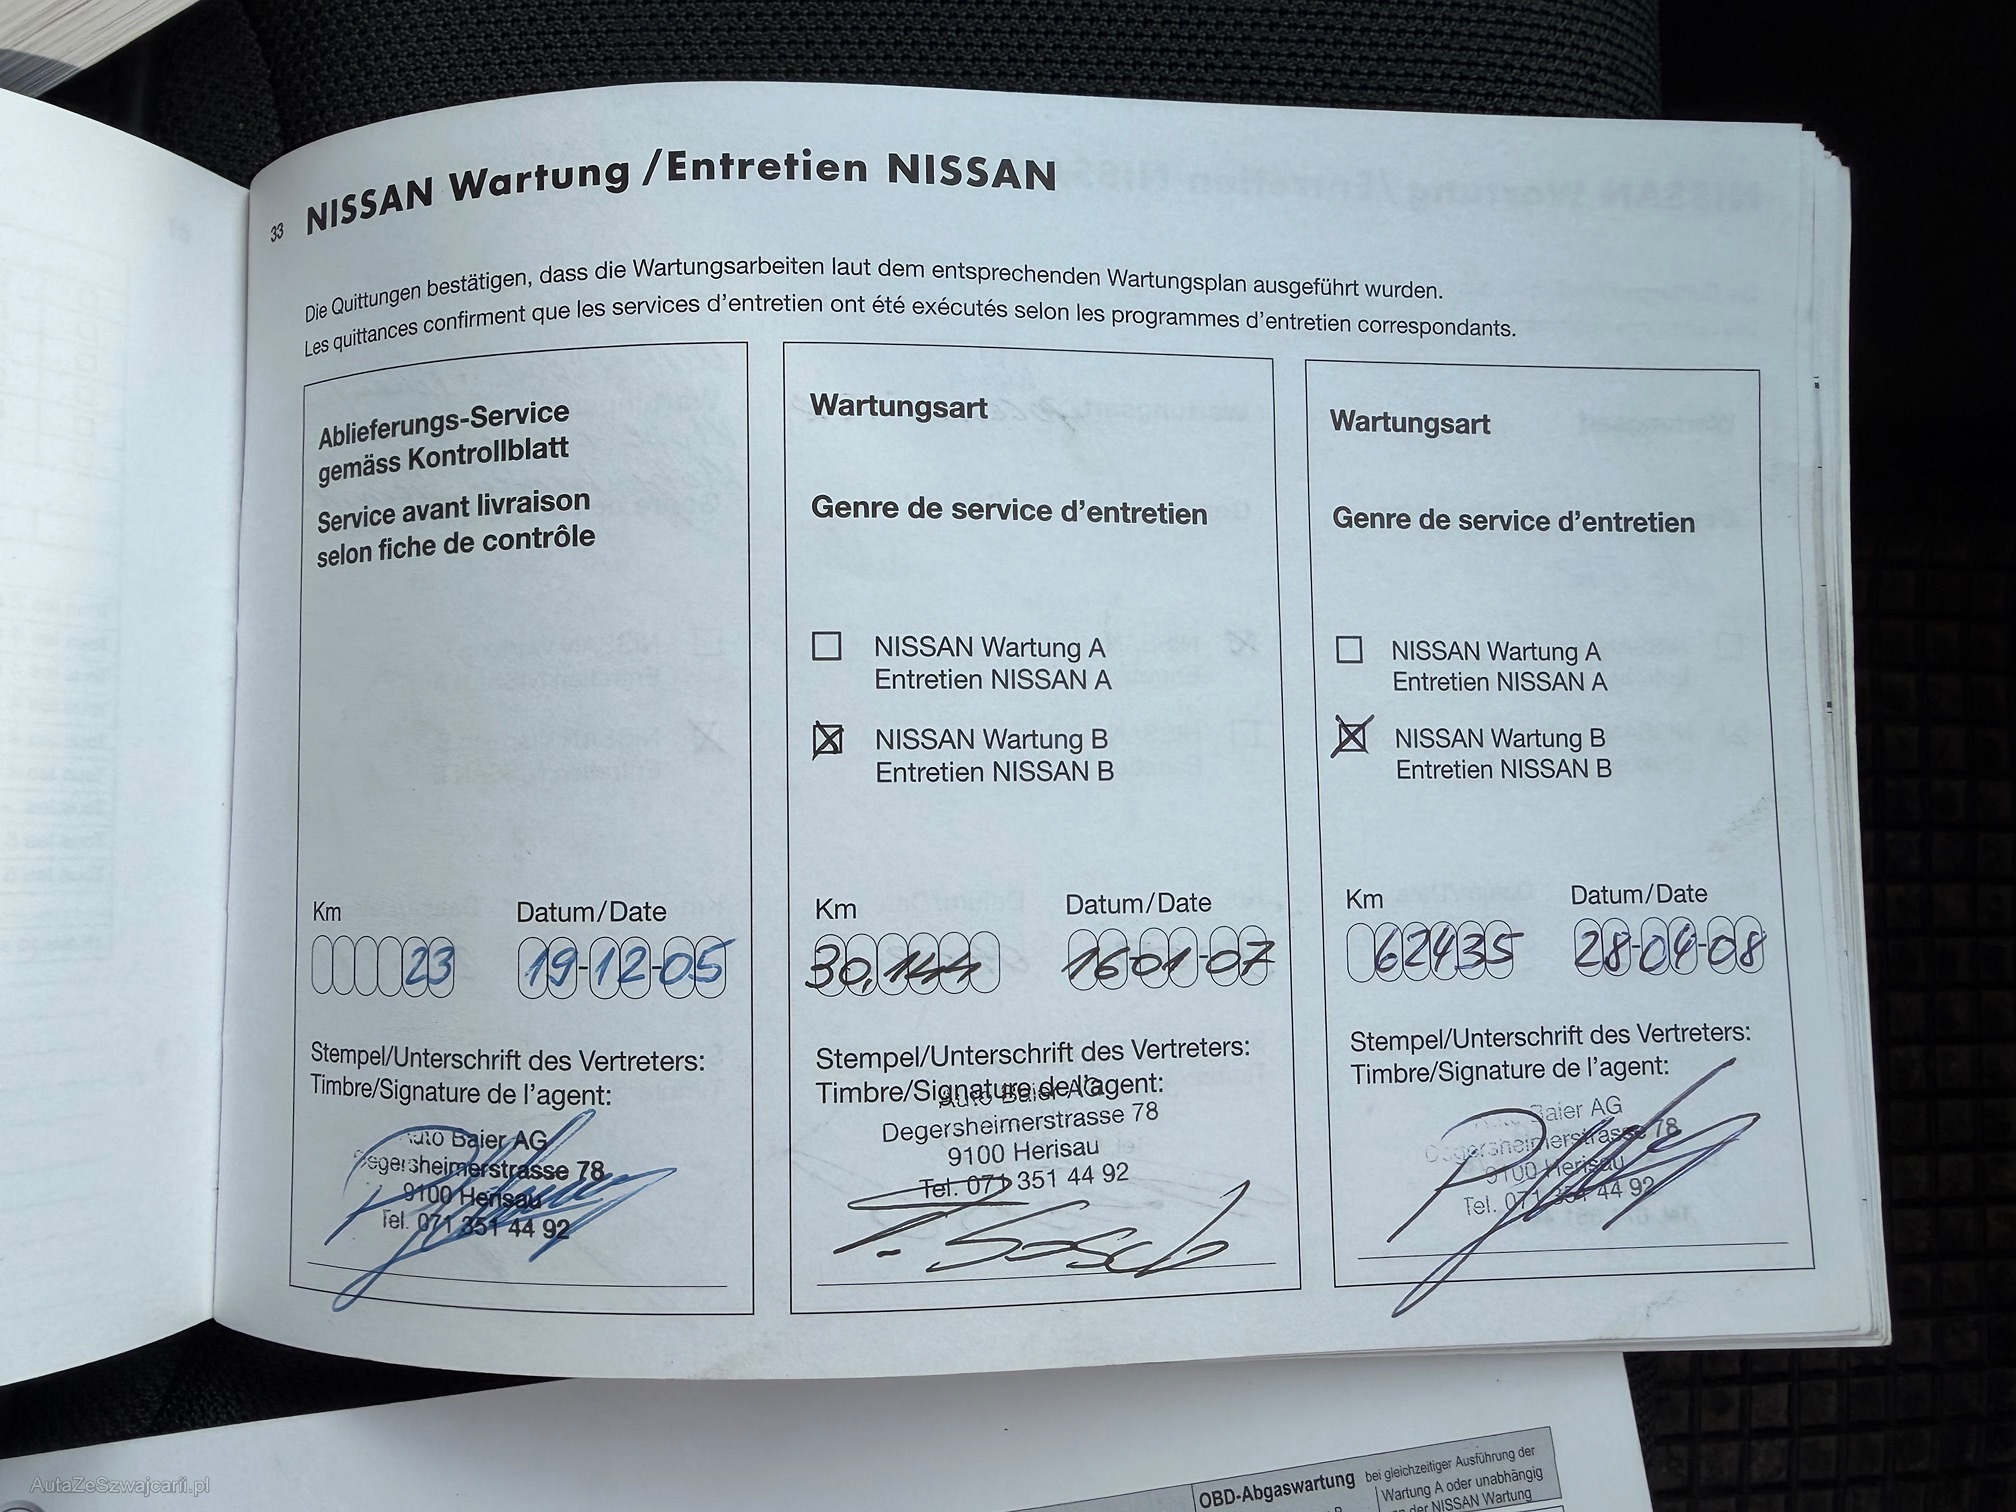 33 NISSAN Wartung / Entretien NISSAN
Die Quittungen bestätigen, dass die Wartungsarbeiten laut dem entsprechenden Wartungsplan ausgeführt wurden.
Les quittances confirment que les services d'entretien ont été exécutés selon les programmes d'entretien correspondants.
Ablieferungs-Service
gemäss Kontrollblatt
Service avant livraison
selon fiche de contrôle
Km Datum/Date
23 19-12-05
Stempel/Unterschrift des Vertreters:
Timbre/Signature de l'agent:
Auto Baier AG
Degersheimerstrasse 78
9100 Herisau
Tel. 071 351 44 92
Wartungsart
Genre de service d'entretien
NISSAN Wartung A
Entretien NISSAN A
NISSAN Wartung B
Entretien NISSAN B
Km Datum/Date
30,144 16-01-07
Stempel/Unterschrift des Vertreters:
Timbre/Signature de l'agent:
Auto Baier AG
Degersheimerstrasse 78
9100 Herisau
Tel. 071 351 44 92
Wartungsart
Genre de service d'entretien
NISSAN Wartung A
Entretien NISSAN A
NISSAN Wartung B
Entretien NISSAN B
Km Datum/Date
62435 28-04-08
Stempel/Unterschrift des Vertreters:
Timbre/Signature de l'agent:
Baier AG
Degersheimerstrasse 78
9100 Herisau
Tel. 071 351 44 92
OBD-Abgaswartung bei gleichzeitiger Ausführung der
Wartung A oder unabhängig
der NISSAN Wartung
AutaZeSzwajcarii.pl